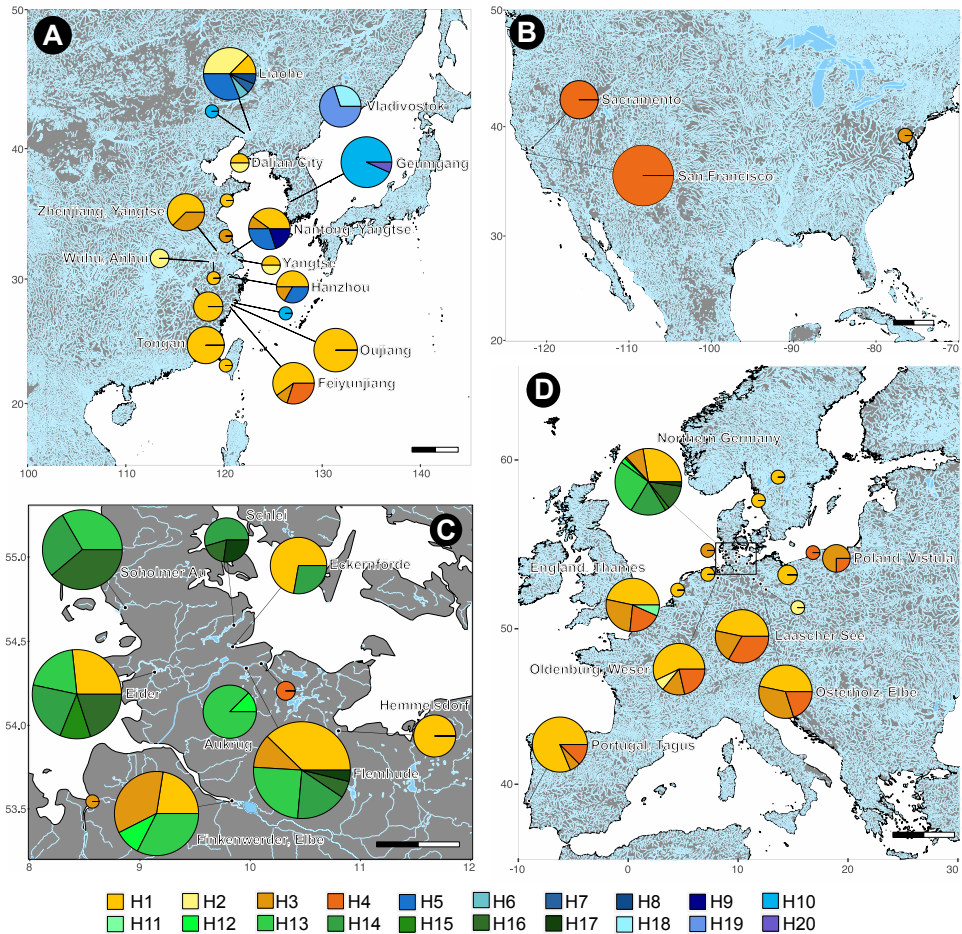 A
50
40
30
20
100
110
120
130
140
Liaohe
Vladivostok
Dalian City
Geumgang
Zhenjiang, Yangtse
Nantong Yangtse
Wuhu, Anhui
Yangtse
Hanzhou
Tongan
Oujiang
Feiyunjiang
B
50
40
30
20
-120
-110
-100
-90
-80
-70
Sacramento
San Francisco
C
55.0
54.5
54.0
53.5
8
9
10
11
12
Schlei
Soholmer Au
Eckernforde
Eider
Aukrug
Hemmelsdorf
Flemhude
Finkenwerder, Elbe
D
60
50
40
-10
0
10
20
30
Northern Germany
Poland, Vistula
England, Thames
Laascher See
Oldenburg, Weser
Osterholz, Elbe
Portugal, Tagus
H1 H2 H3 H4 H5 H6 H7 H8 H9 H10
H11 H12 H13 H14 H15 H16 H17 H18 H19 H20